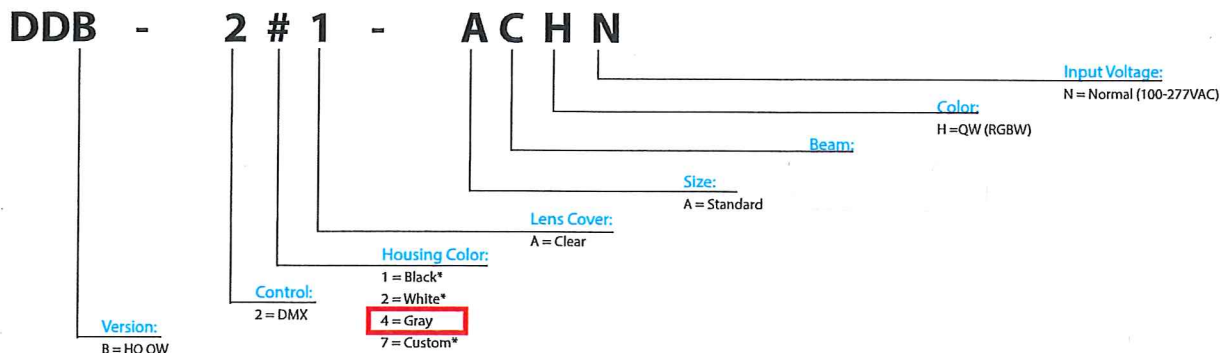 DDB - 2 # 1 - A C H N
Input Voltage:
N = Normal (100-277VAC)
Color:
H =QW (RGBW)
Beam:
Size:
A = Standard
Lens Cover:
A = Clear
Housing Color:
1 = Black*
2 = White*
4 = Gray
7 = Custom*
Control:
2 = DMX
Version:
B = HO QW